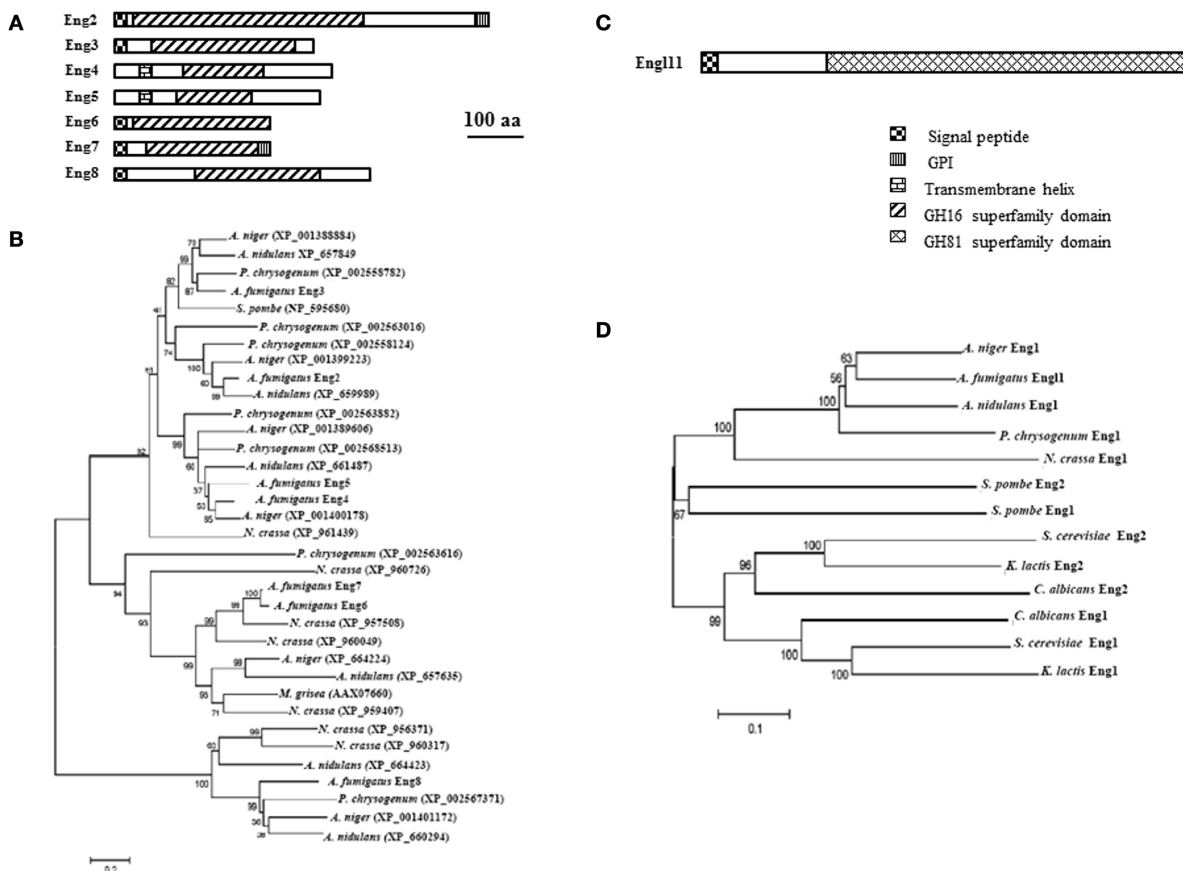 A
Eng2
Eng3
Eng4
Eng5
Eng6
Eng7
Eng8
100 aa
B
A. niger (XP_001388884)
A. nidulans XP_657849
P. chrysogenum (XP_002558782)
A. fumigatus Eng3
S. pombe (NP_595680)
P. chrysogenum (XP_002563016)
P. chrysogenum (XP_002558124)
A. niger (XP_001399223)
A. fumigatus Eng2
A. nidulans (XP_659989)
P. chrysogenum (XP_002563882)
A. niger (XP_001389606)
P. chrysogenum (XP_002568513)
A. nidulans (XP_661487)
A. fumigatus Eng5
A. fumigatus Eng4
A. niger (XP_001400178)
N. crassa (XP_961439)
P. chrysogenum (XP_002563616)
N. crassa (XP_960726)
A. fumigatus Eng7
A. fumigatus Eng6
N. crassa (XP_957508)
N. crassa (XP_960049)
A. niger (XP_664224)
A. nidulans (XP_657635)
M. grisea (AAX07660)
N. crassa (XP_959407)
N. crassa (XP_956371)
N. crassa (XP_960317)
A. nidulans (XP_664423)
A. fumigatus Eng8
P. chrysogenum (XP_002567371)
A. niger (XP_001401172)
A. nidulans (XP_660294)
99
82
87
74
100
60
99
92
99
60
37
53
95
94
93
100
98
99
99
98
93
71
99
100
99
0.2
C
Engl11
Signal peptide
GPI
Transmembrane helix
GH16 superfamily domain
GH81 superfamily domain
D
A. niger Eng1
A. fumigatus Engl1
A. nidulans Eng1
P. chrysogenum Eng1
N. crassa Eng1
S. pombe Eng2
S. pombe Eng1
S. cerevisiae Eng2
K. lactis Eng2
C. albicans Eng2
C. albicans Eng1
S. cerevisiae Eng1
K. lactis Eng1
63
56
100
100
67
100
96
99
100
100
0.1